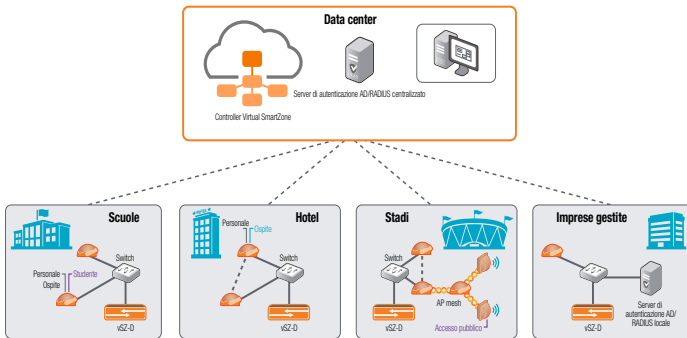 Data center
Server di autenticazione AD/RADIUS centralizzato
Controller Virtual SmartZone
Scuole
Switch
Personale
Studente
Ospite
vSZ-D
Hotel
Personale
Ospite
Switch
vSZ-D
Stadi
Switch
AP mesh
vSZ-D
Accesso pubblico
Imprese gestite
Switch
vSZ-D
Server di
autenticazione AD/
RADIUS locale